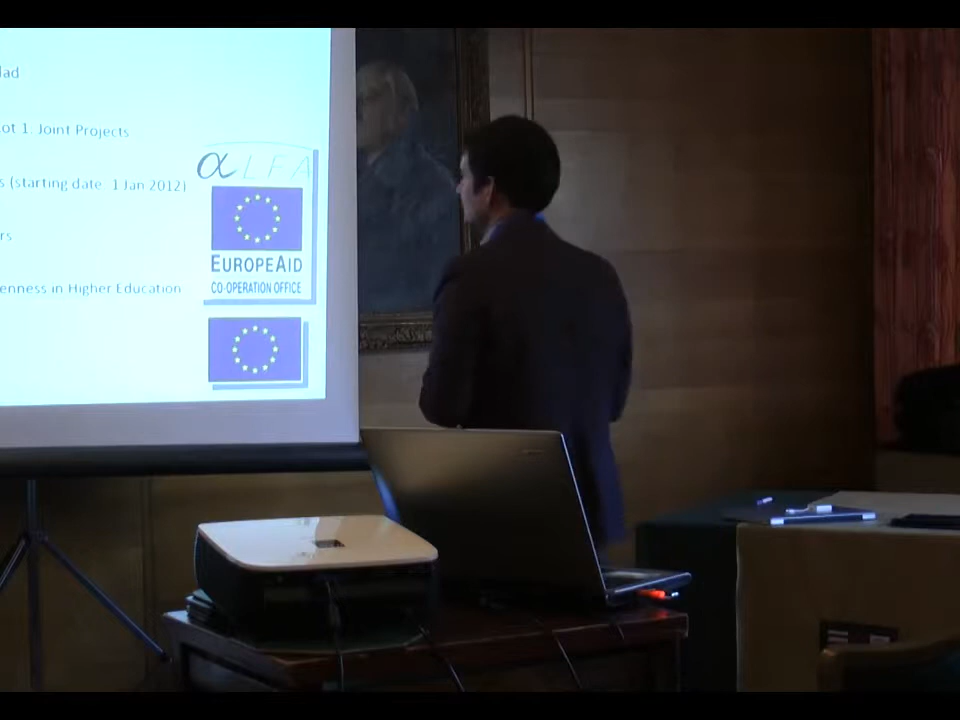 dad
ot 1. Joint Projects
αLFA
s (starting date 1 Jan 2012)
rs
EUROPEAID
enness in Higher Education
CO-OPERATION OFFICE